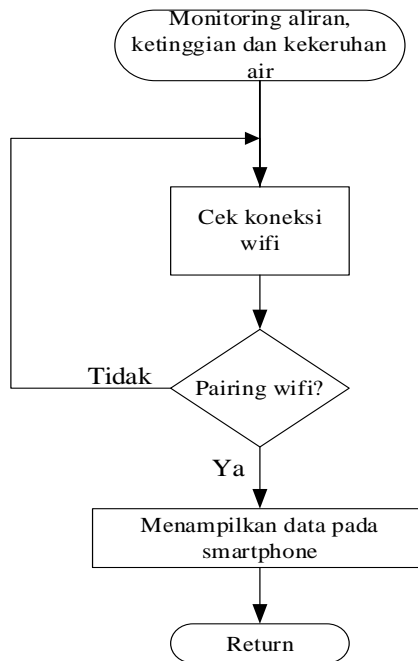 Monitoring aliran,
ketinggian dan kekeruhan
air
Cek koneksi
wifi
Pairing wifi?
Tidak
Ya
Menampilkan data pada
smartphone
Return